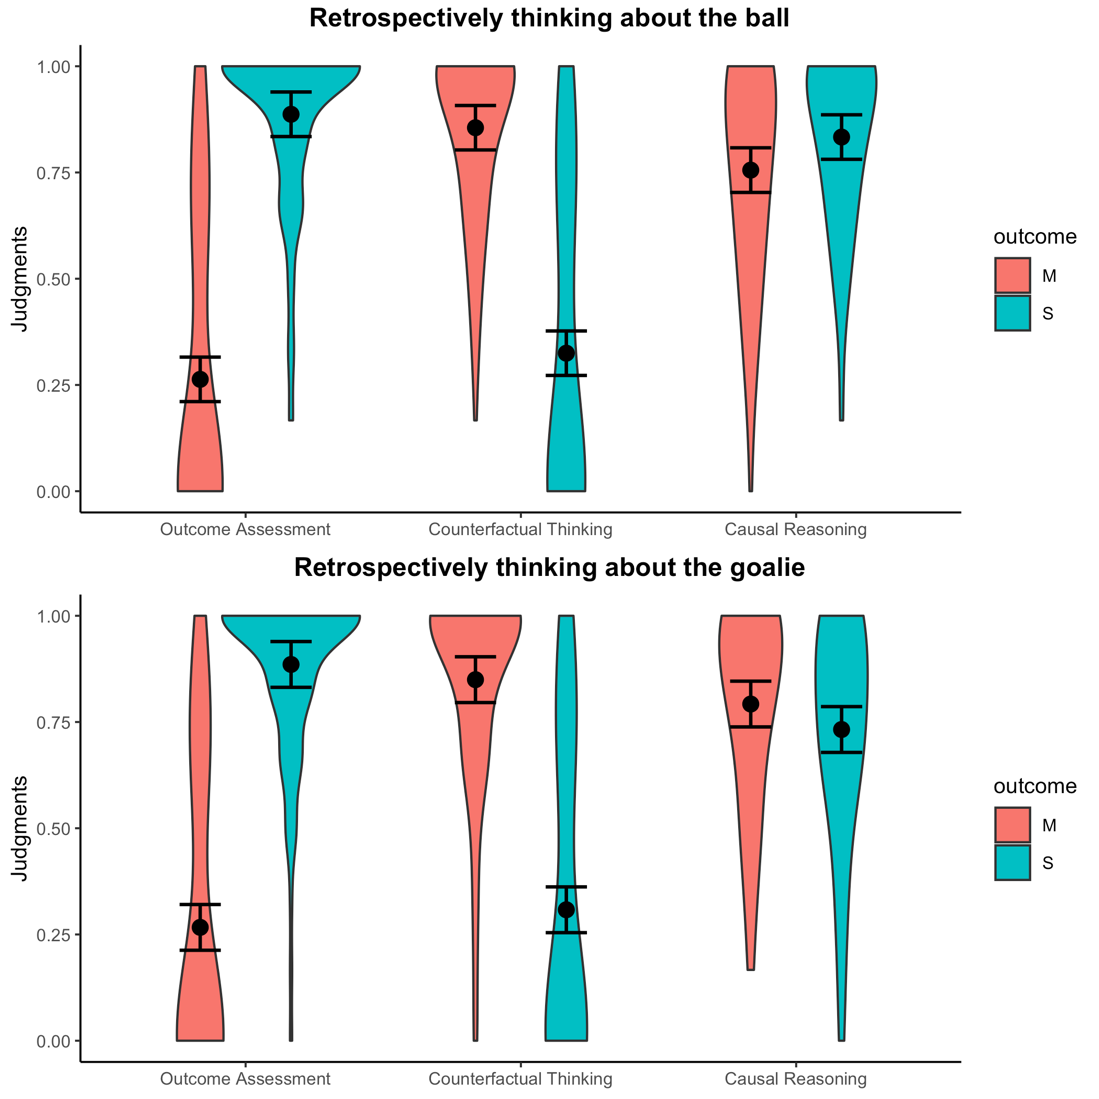 Retrospectively thinking about the ball
1.00
0.75
0.50
0.25
0.00
Judgments
Outcome Assessment
Counterfactual Thinking
Causal Reasoning
outcome
M
S
Retrospectively thinking about the goalie
1.00
0.75
0.50
0.25
0.00
Judgments
Outcome Assessment
Counterfactual Thinking
Causal Reasoning
outcome
M
S